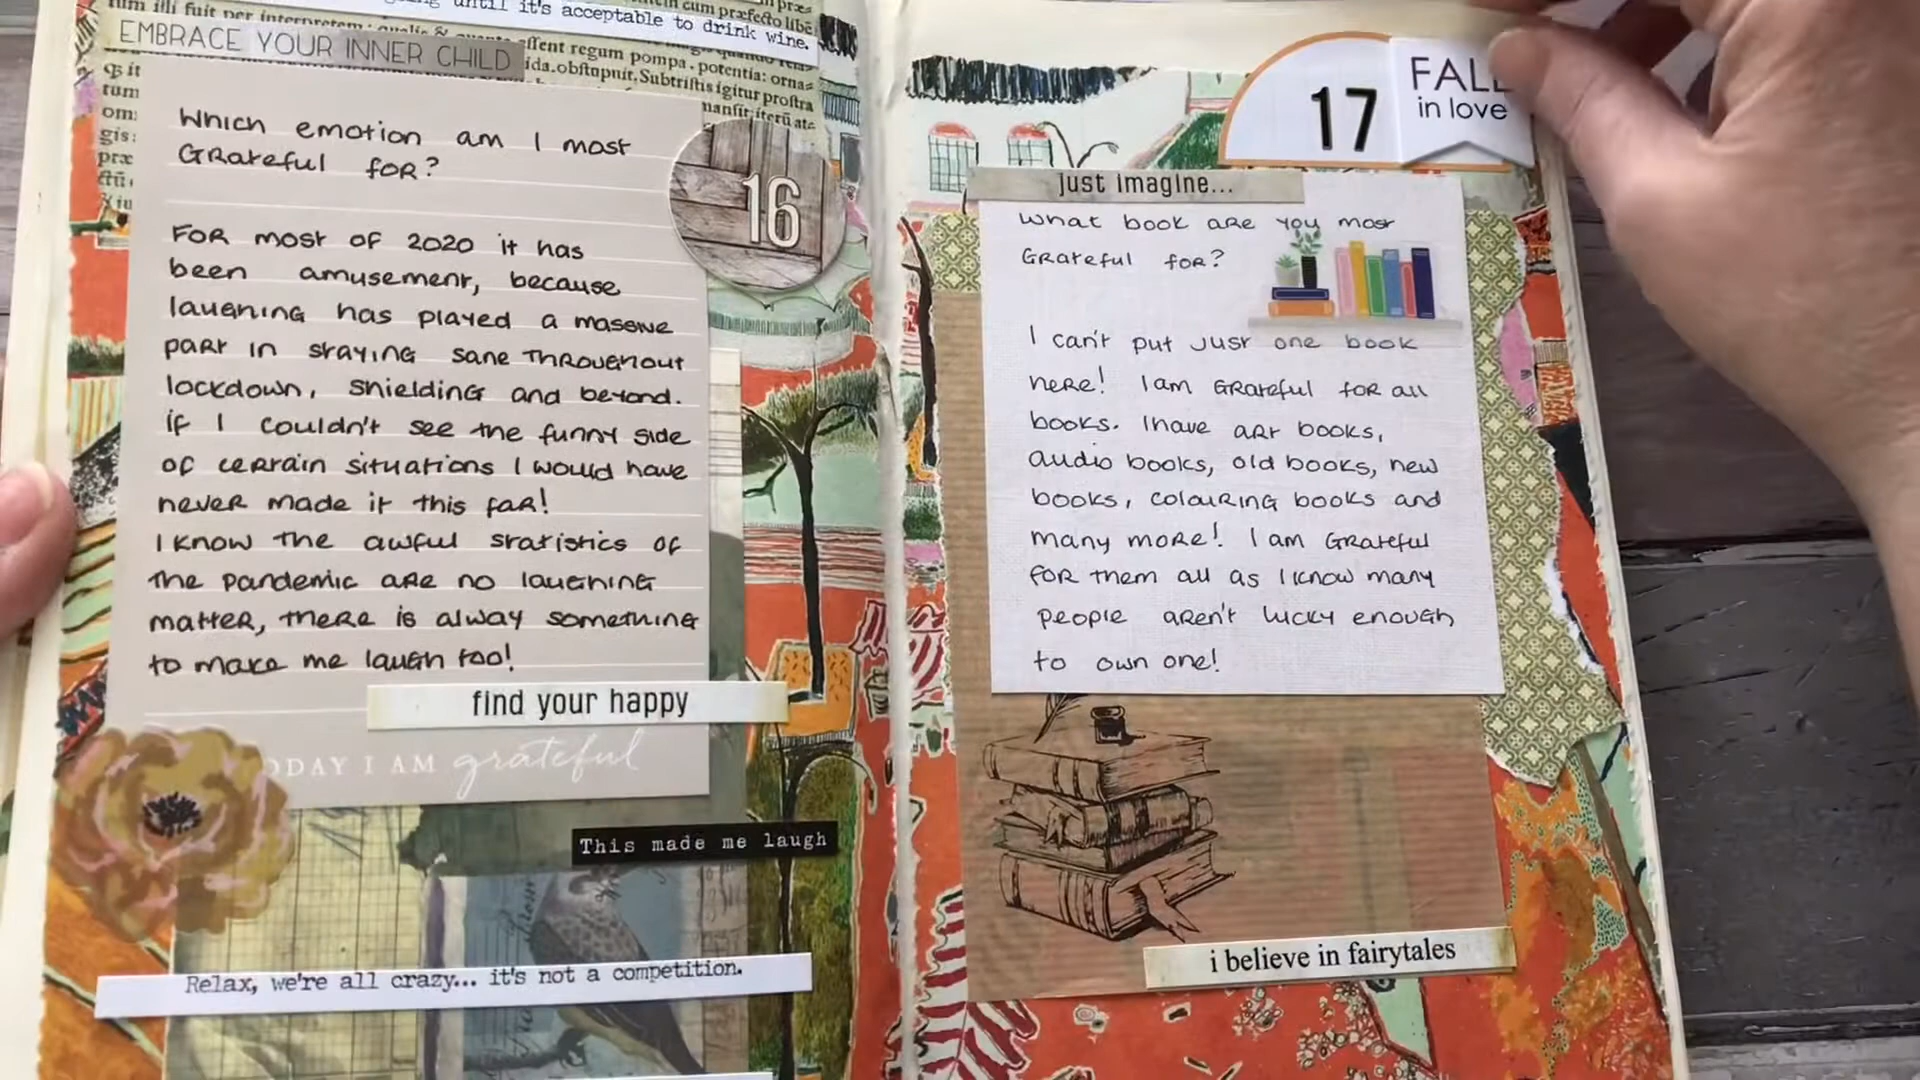 until it's acceptable to drink wine.
EMBRACE YOUR INNER CHILD
Which emotion am I most
Grateful for?
16
For most of 2020 it has
been amusement, because
laughing has played a massive
part in staying sane throughout
lockdown, shielding and beyond.
if I couldn't see the funny side
of certain situations I would have
never made it this far!
I know the awful statistics of
the pandemic are no laughing
matter, there is alway something
to make me laugh too!
find your happy
ODAY I AM grateful
This made me laugh
Relax, we're all crazy... it's not a competition.
17
FALL
in love
just imagine...
What book are you most
Grateful for?
I can't put just one book
here! I am Grateful for all
books. I have art books,
audio books, old books, new
books, colouring books and
many more! I am Grateful
for them all as I know many
people aren't lucky enough
to own one!
i believe in fairytales